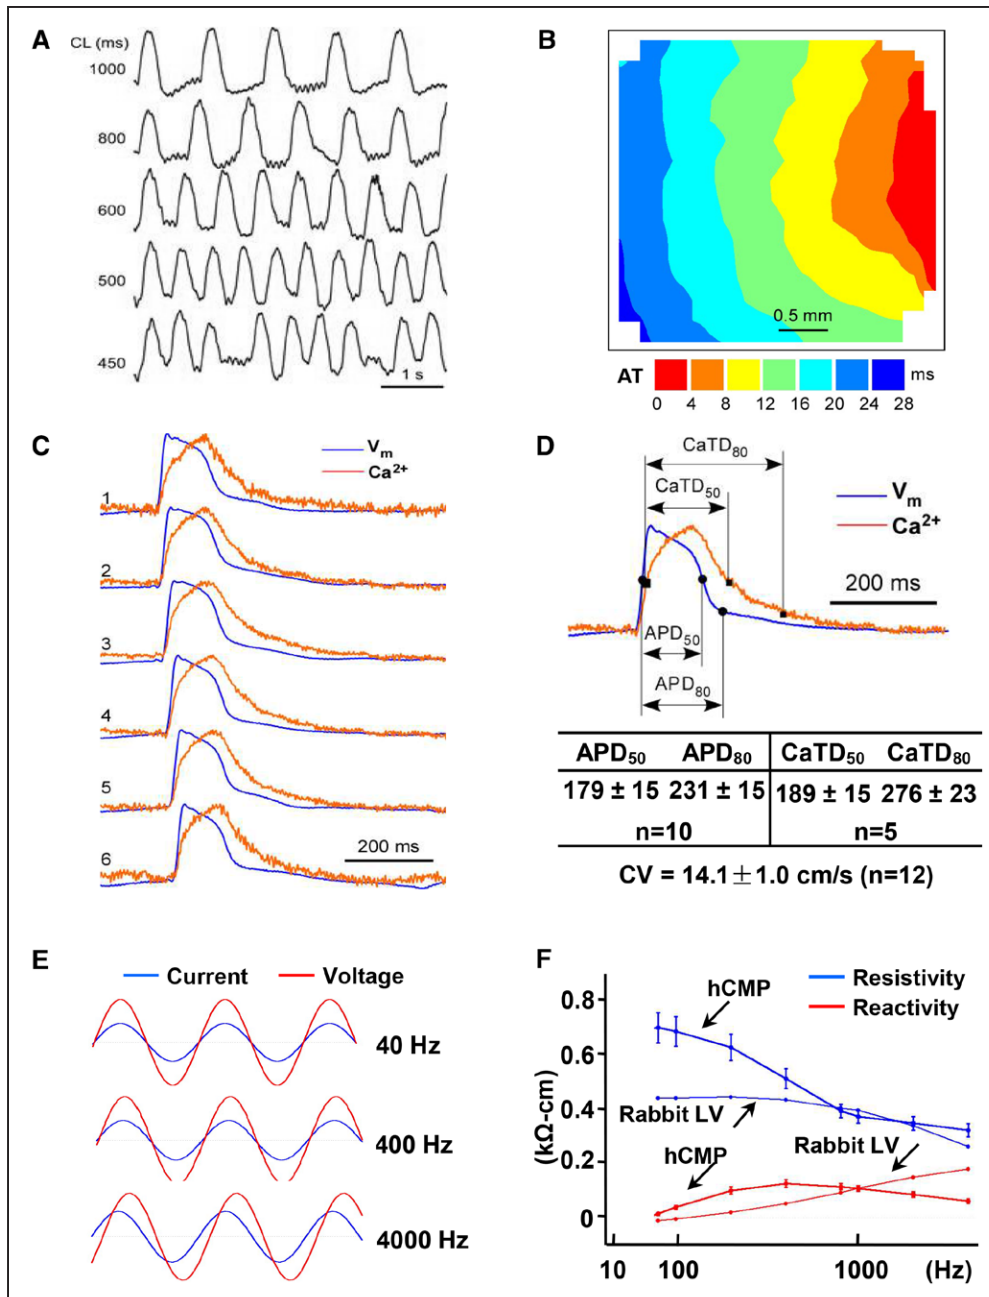 A
CL (ms)
1000
800
600
500
450
1 s
B
0.5 mm
AT
ms
0 4 8 12 16 20 24 28
C
Vm
Ca2+
1
2
3
4
5
6
200 ms
D
CaTD80
CaTD50
Vm
Ca2+
200 ms
APD50
APD80
APD50 APD80 CaTD50 CaTD80
179 ± 15 231 ± 15 189 ± 15 276 ± 23
n=10 n=5
CV = 14.1 ± 1.0 cm/s (n=12)
E
Current Voltage
40 Hz
400 Hz
4000 Hz
F
Resistivity
Reactivity
hCMP
Rabbit LV
hCMP
Rabbit LV
(kΩ-cm)
0.8
0.6
0.4
0.2
0
10 100 1000 (Hz)